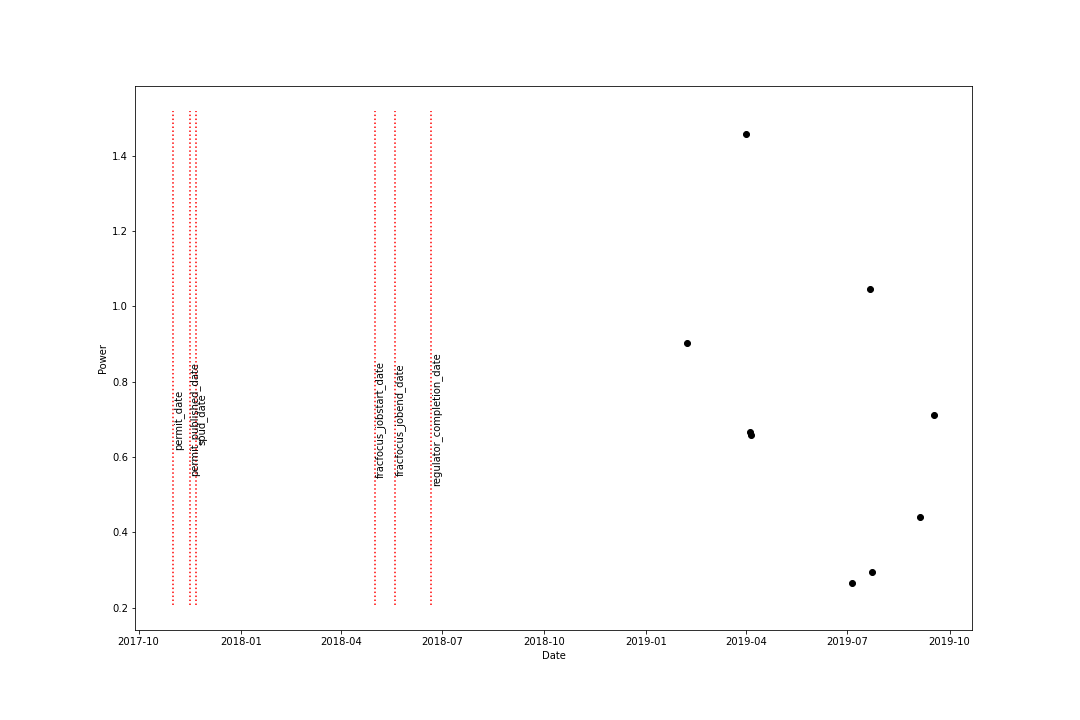 1.4
1.2
1.0
0.8
0.6
0.4
0.2
Power
permit_date
permit_published_date
spud_date
fracfocus_jobstart_date
fracfocus_jobend_date
regulator_completion_date
2017-10
2018-01
2018-04
2018-07
2018-10
2019-01
2019-04
2019-07
2019-10
Date